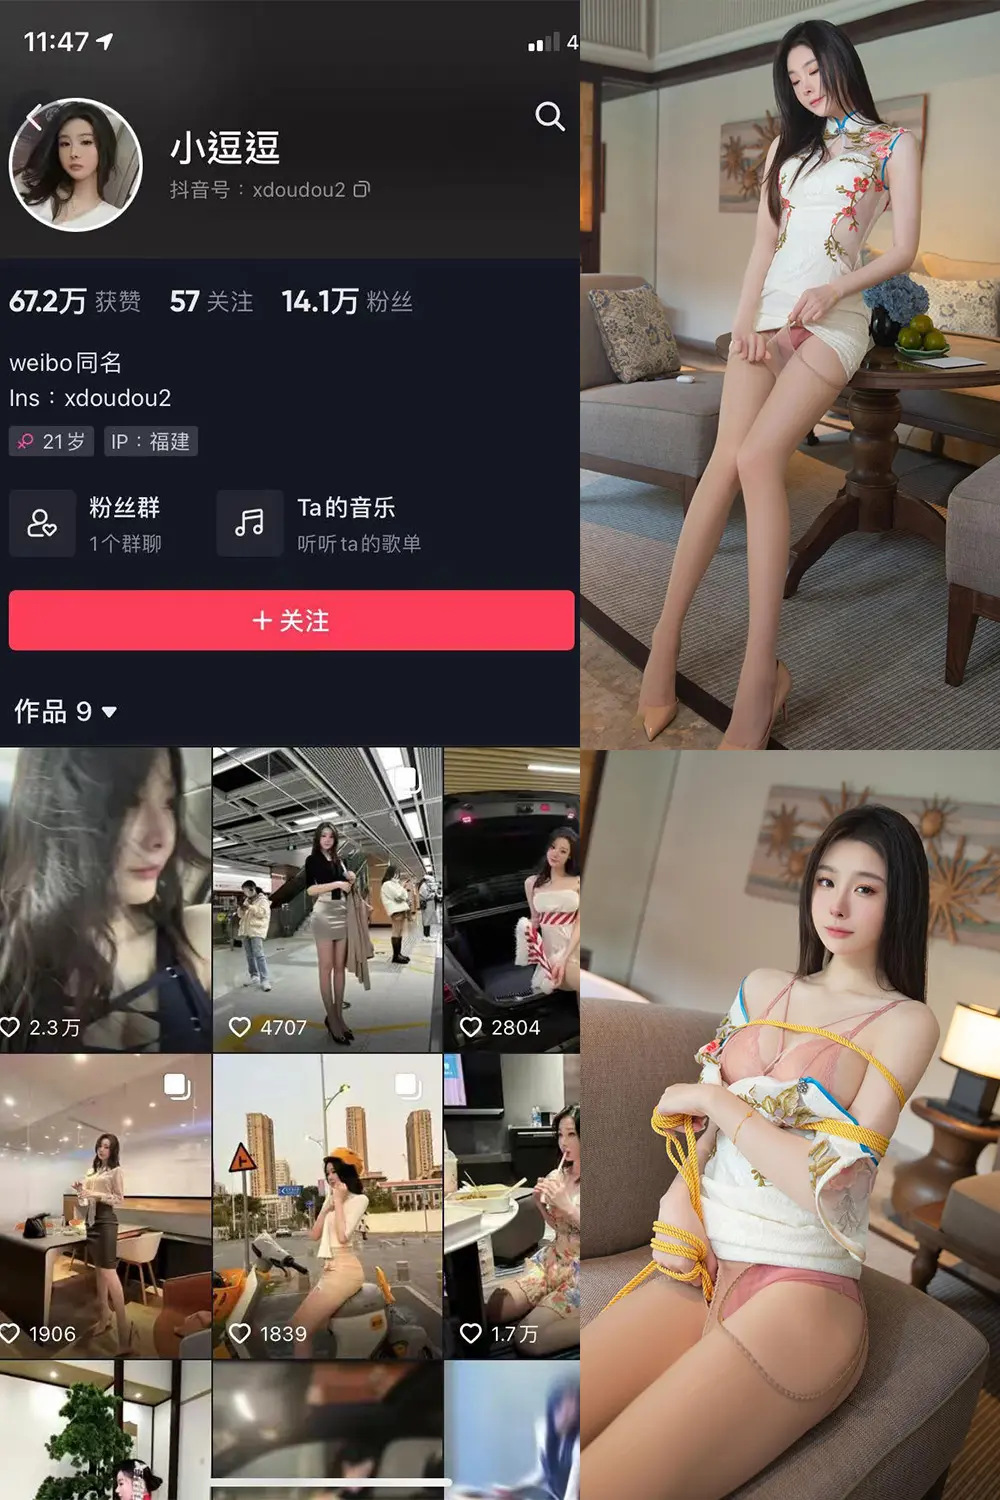 11:47
4
小逗逗
抖音号：xdoudou2
67.2万 获赞 57 关注 14.1万 粉丝
weibo同名
Ins：xdoudou2
21岁 IP：福建
粉丝群 Ta的音乐
1个群聊 听听ta的歌单
+ 关注
作品 9
2.3万 4707 2804
1906 1839 1.7万